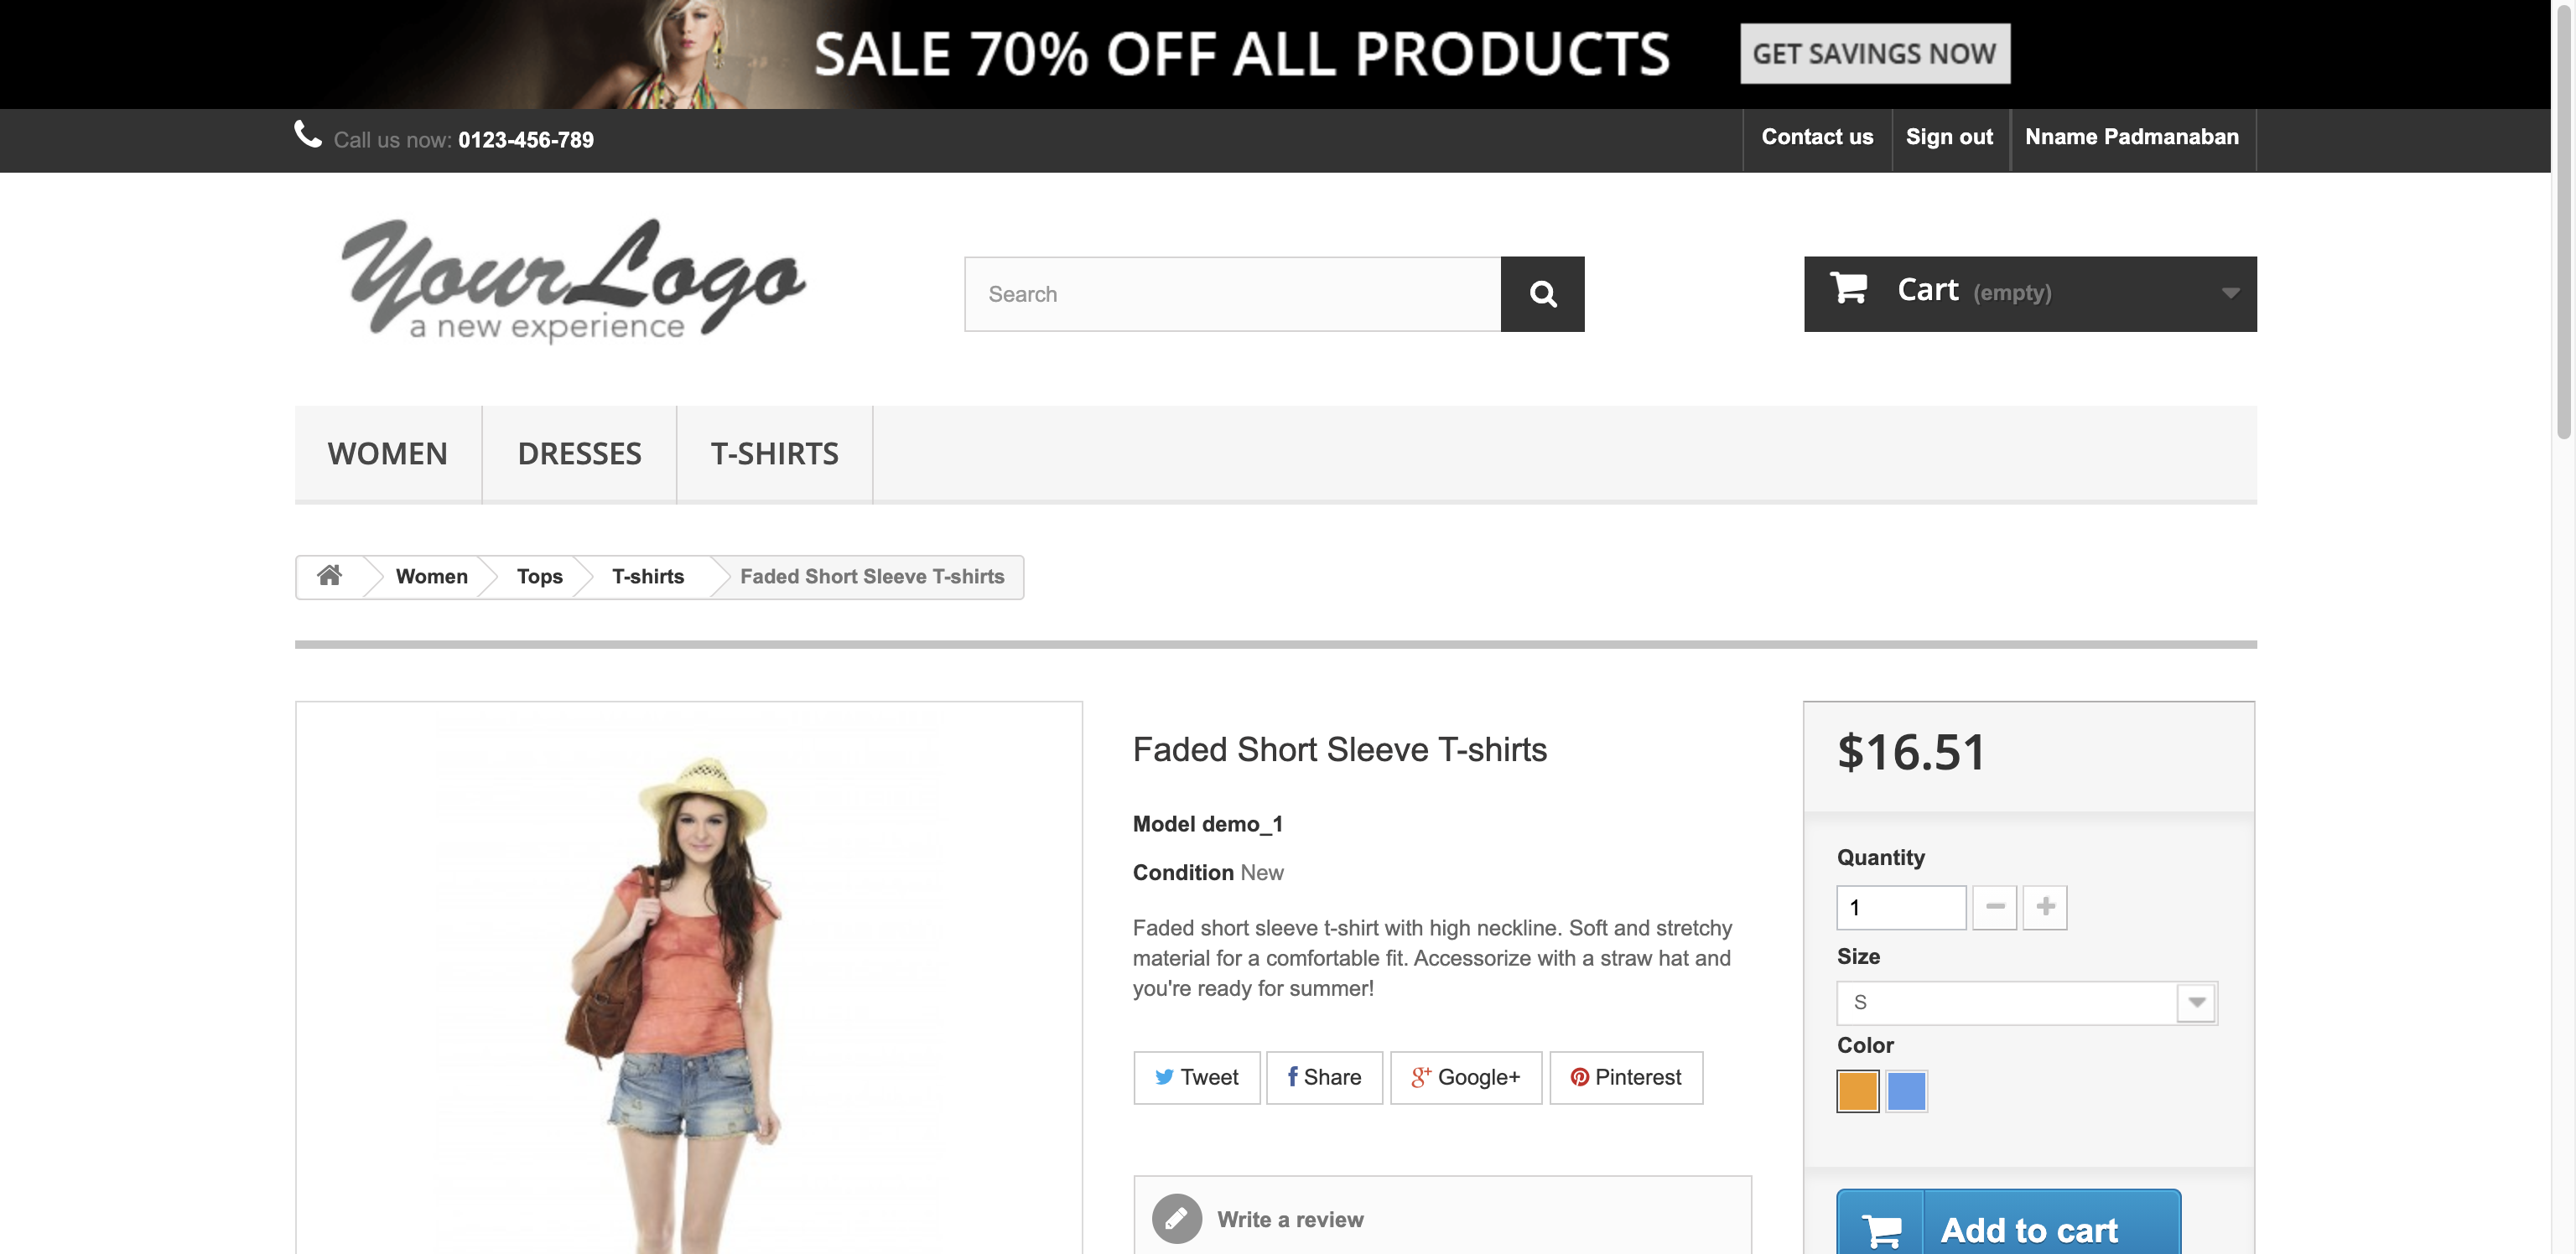 SALE 70% OFF ALL PRODUCTS
GET SAVINGS NOW
Call us now: 0123-456-789
Contact us
Sign out
Nname Padmanaban
Your Logo
a new experience
Search
Cart (empty)
WOMEN
DRESSES
T-SHIRTS
Women
Tops
T-shirts
Faded Short Sleeve T-shirts
Faded Short Sleeve T-shirts
Model demo_1
Condition New
Faded short sleeve t-shirt with high neckline. Soft and stretchy
material for a comfortable fit. Accessorize with a straw hat and
you're ready for summer!
Tweet
Share
Google+
Pinterest
Write a review
$16.51
Quantity
1
Size
S
Color
Add to cart